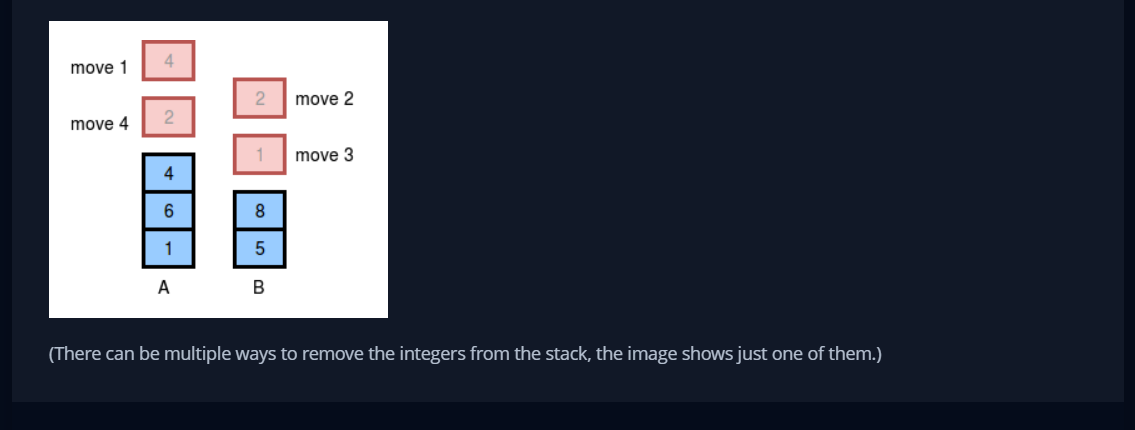 move 1 4
2 move 2
move 4 2
1 move 3
4
6 8
1 5
A B
(There can be multiple ways to remove the integers from the stack, the image shows just one of them.)